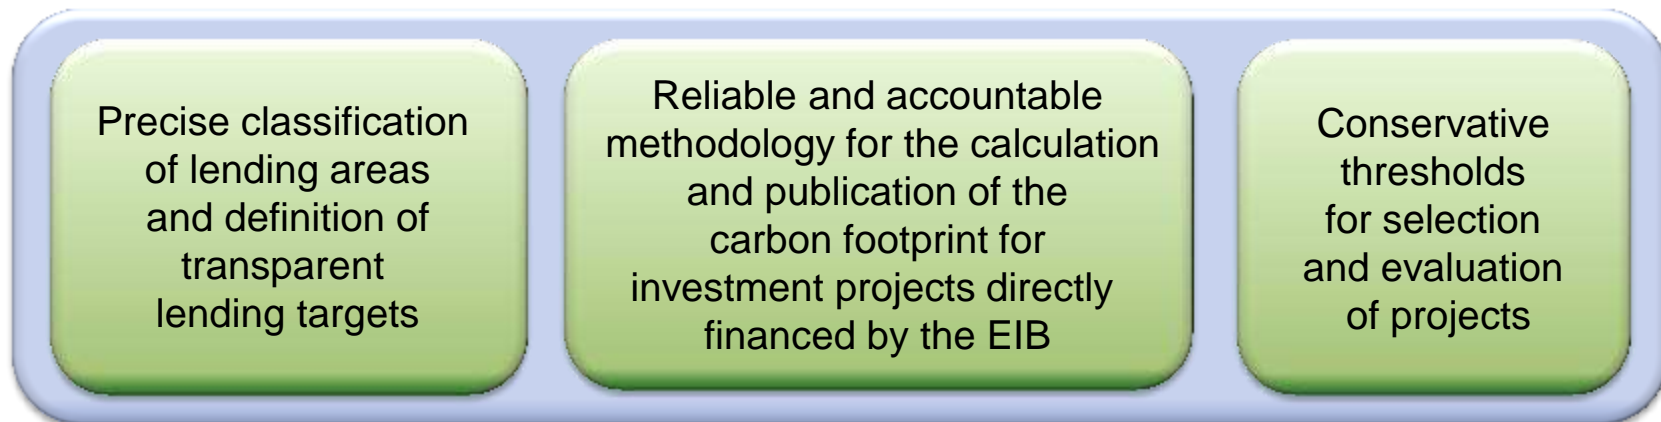 Precise classification
of lending areas
and definition of
transparent
lending targets
Reliable and accountable
methodology for the calculation
and publication of the
carbon footprint for
investment projects directly
financed by the EIB
Conservative
thresholds
for selection
and evaluation
of projects